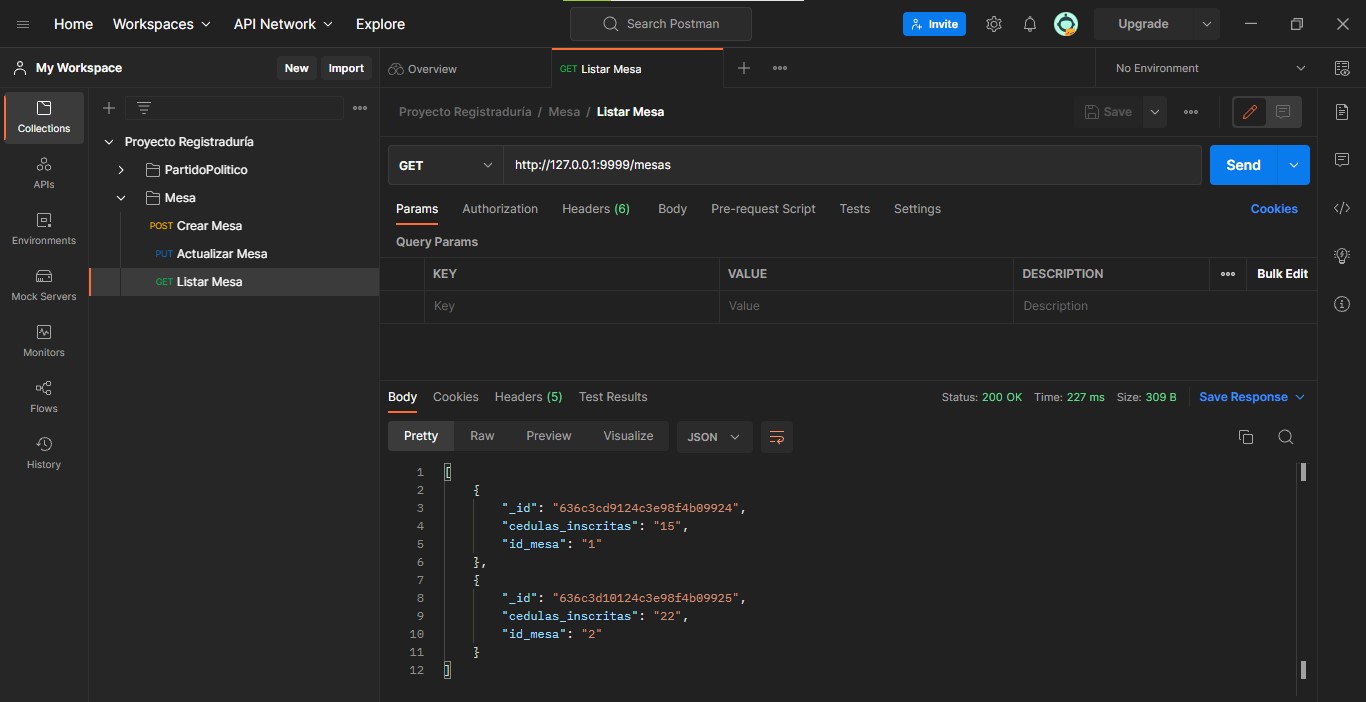 Home Workspaces API Network Explore Search Postman Invite Upgrade
My Workspace New Import Overview GET Listar Mesa No Environment
Collections
APIs
Environments
Mock Servers
Monitors
Flows
History
Proyecto Registraduría
PartidoPolitico
Mesa
POST Crear Mesa
PUT Actualizar Mesa
GET Listar Mesa
Proyecto Registraduría / Mesa / Listar Mesa Save
GET http://127.0.0.1:9999/mesas Send
Params Authorization Headers (6) Body Pre-request Script Tests Settings Cookies
Query Params
KEY VALUE DESCRIPTION Bulk Edit
Key Value Description
Body Cookies Headers (5) Test Results Status: 200 OK Time: 227 ms Size: 309 B Save Response
Pretty Raw Preview Visualize JSON
1 [
2 {
3 "_id": "636c3cd9124c3e98f4b09924",
4 "cedulas_inscritas": "15",
5 "id_mesa": "1"
6 },
7 {
8 "_id": "636c3d10124c3e98f4b09925",
9 "cedulas_inscritas": "22",
10 "id_mesa": "2"
11 }
12 ]